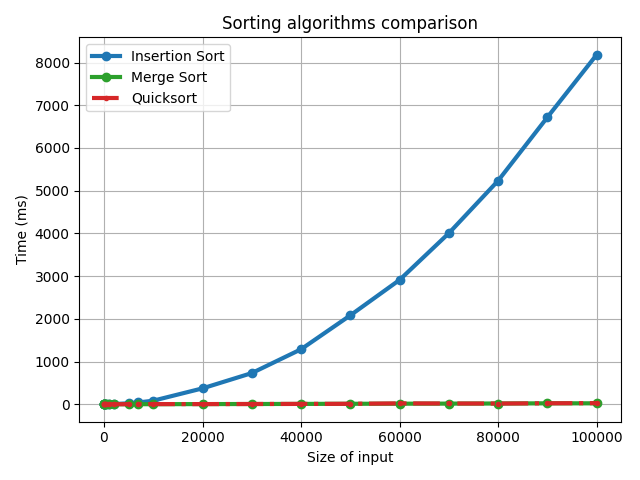 Sorting algorithms comparison
Insertion Sort
Merge Sort
Quicksort
Time (ms)
8000
7000
6000
5000
4000
3000
2000
1000
0
0 20000 40000 60000 80000 100000
Size of input